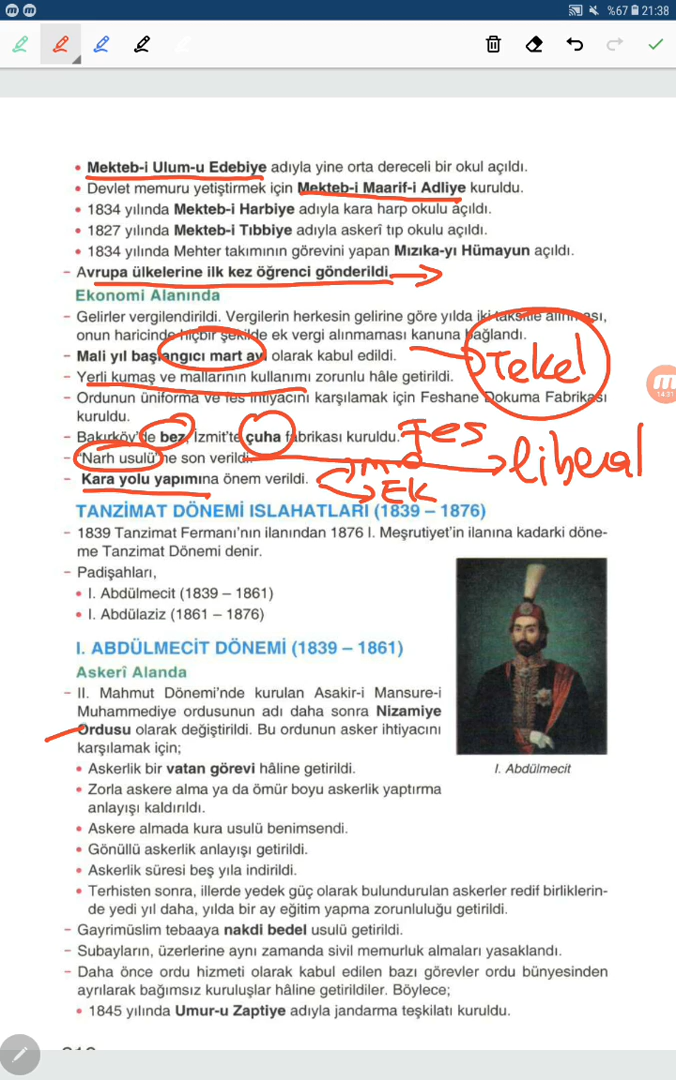 %67 21:38
• Mekteb-i Ulum-u Edebiye adıyla yine orta dereceli bir okul açıldı.
• Devlet memuru yetiştirmek için Mekteb-i Maarif-i Adliye kuruldu.
• 1834 yılında Mekteb-i Harbiye adıyla kara harp okulu açıldı.
• 1827 yılında Mekteb-i Tıbbiye adıyla askerî tıp okulu açıldı.
• 1834 yılında Mehter takımının görevini yapan Mızıka-yı Hümayun açıldı.
– Avrupa ülkelerine ilk kez öğrenci gönderildi.
Ekonomi Alanında
– Gelirler vergilendirildi. Vergilerin herkesin gelirine göre yılda iki taksitle alınması,
onun haricinde hiçbir şekilde ek vergi alınmaması kanuna bağlandı.
– Mali yıl başlangıcı mart ayı olarak kabul edildi.
Tekel
– Yerli kumaş ve mallarının kullanımı zorunlu hâle getirildi.
– Ordunun üniforma ve fes ihtiyacını karşılamak için Feshane Dokuma Fabrikası
kuruldu.
– Bakırköy'de bez, İzmit'te çuha fabrikası kuruldu.
Fes
– "Narh usulü"ne son verildi.
liberal
– Kara yolu yapımına önem verildi.
EK
TANZİMAT DÖNEMİ ISLAHATLARI (1839 – 1876)
– 1839 Tanzimat Fermanı'nın ilanından 1876 I. Meşrutiyet'in ilanına kadarki döne-
me Tanzimat Dönemi denir.
– Padişahları,
• I. Abdülmecit (1839 – 1861)
• I. Abdülaziz (1861 – 1876)
I. ABDÜLMECİT DÖNEMİ (1839 – 1861)
Askerî Alanda
– II. Mahmut Dönemi'nde kurulan Asakir-i Mansure-i
Muhammediye ordusunun adı daha sonra Nizamiye
Ordusu olarak değiştirildi. Bu ordunun asker ihtiyacını
karşılamak için;
• Askerlik bir vatan görevi hâline getirildi.
I. Abdülmecit
• Zorla askere alma ya da ömür boyu askerlik yaptırma
anlayışı kaldırıldı.
• Askere almada kura usulü benimsendi.
• Gönüllü askerlik anlayışı getirildi.
• Askerlik süresi beş yıla indirildi.
• Terhisten sonra, illerde yedek güç olarak bulundurulan askerler redif birliklerin-
de yedi yıl daha, yılda bir ay eğitim yapma zorunluluğu getirildi.
– Gayrimüslim tebaaya nakdi bedel usulü getirildi.
– Subayların, üzerlerine aynı zamanda sivil memurluk almaları yasaklandı.
– Daha önce ordu hizmeti olarak kabul edilen bazı görevler ordu bünyesinden
ayrılarak bağımsız kuruluşlar hâline getirildiler. Böylece;
• 1845 yılında Umur-u Zaptiye adıyla jandarma teşkilatı kuruldu.